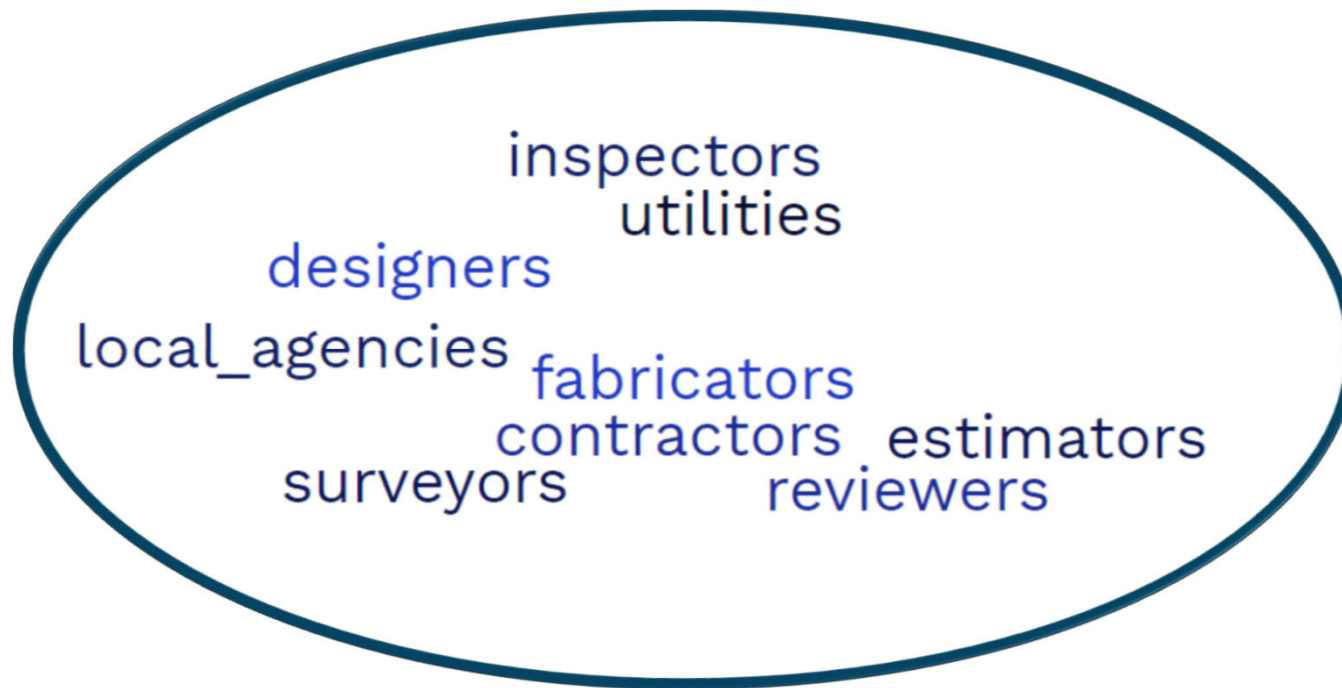 inspectors
utilities
designers
local_agencies
fabricators
contractors
estimators
surveyors
reviewers